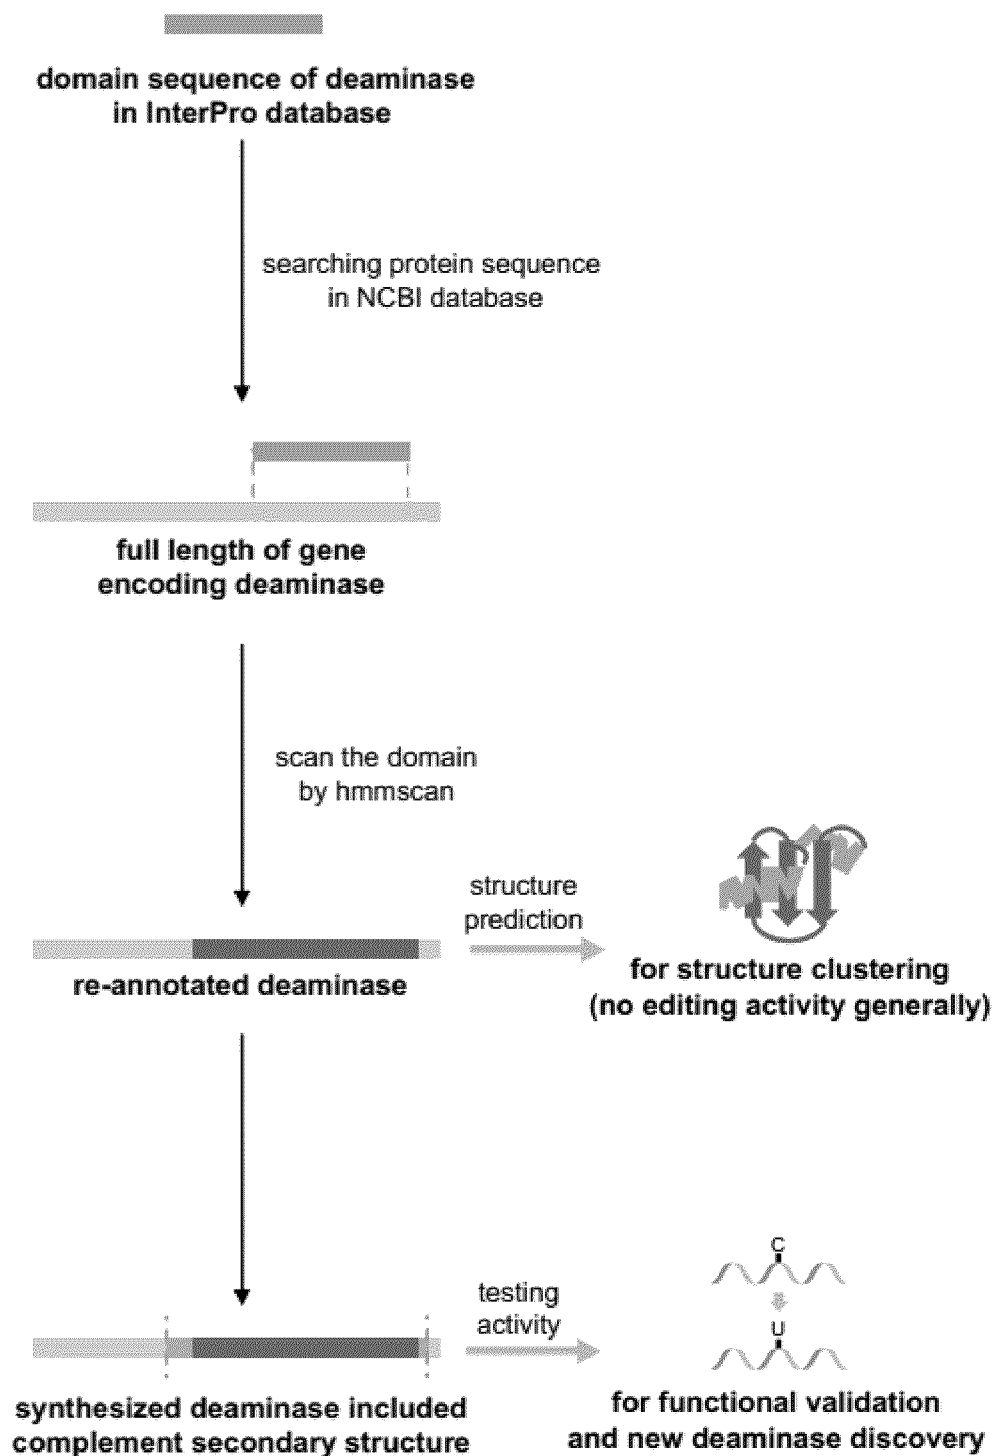 domain sequence of deaminase
in InterPro database
searching protein sequence
in NCBI database
full length of gene
encoding deaminase
scan the domain
by hmmscan
structure
prediction
re-annotated deaminase
for structure clustering
(no editing activity generally)
C
testing
activity
U
synthesized deaminase included
complement secondary structure
for functional validation
and new deaminase discovery